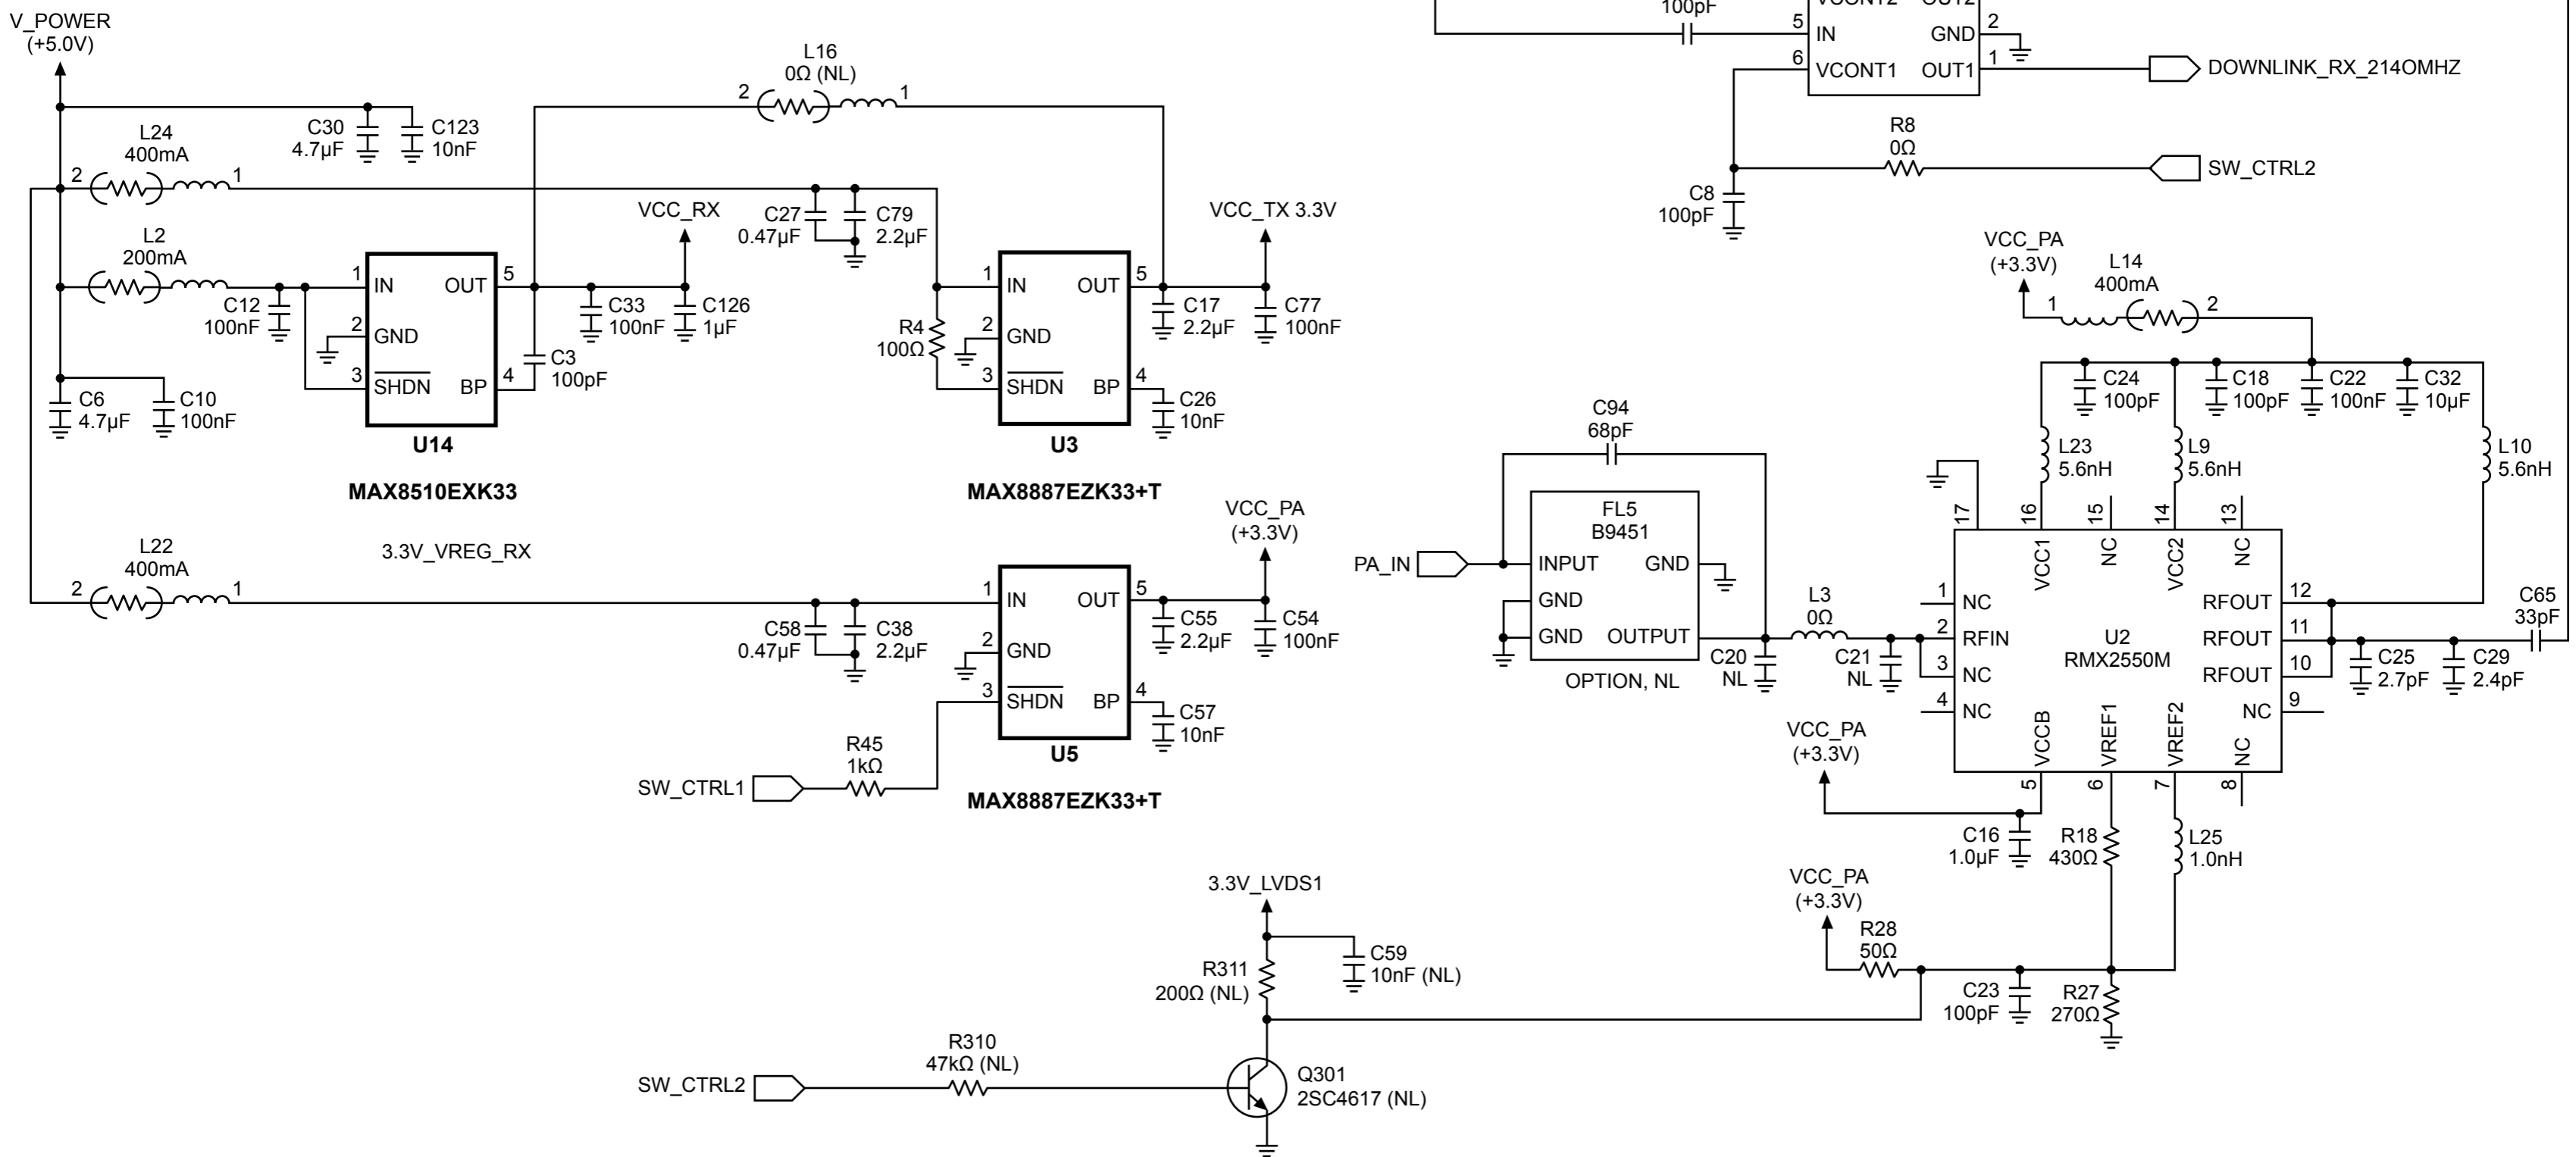 V_POWER
(+5.0V)
C30
4.7µF
C123
10nF
L24
400mA
2
1
L2
200mA
C12
100nF
C6
4.7µF
C10
100nF
1
2
3
IN
GND
SHDN
OUT
BP
5
4
U14
MAX8510EXK33
C3
100pF
C33
100nF
VCC_RX
C126
1µF
L16
0Ω (NL)
2
1
C27
0.47µF
C79
2.2µF
R4
100Ω
1
2
3
IN
GND
SHDN
OUT
BP
5
4
U3
MAX8887EZK33+T
VCC_TX 3.3V
C17
2.2µF
C77
100nF
C26
10nF
L22
400mA
2
1
3.3V_VREG_RX
C58
0.47µF
C38
2.2µF
1
2
3
IN
GND
SHDN
OUT
BP
5
4
U5
MAX8887EZK33+T
VCC_PA
(+3.3V)
C55
2.2µF
C54
100nF
C57
10nF
R45
1kΩ
SW_CTRL1
3.3V_LVDS1
C59
10nF (NL)
R311
200Ω (NL)
R310
47kΩ (NL)
SW_CTRL2
Q301
2SC4617 (NL)
100pF
5
6
IN
VCONT1
GND
OUT1
2
1
DOWNLINK_RX_214OMHZ
R8
0Ω
SW_CTRL2
C8
100pF
VCC_PA
(+3.3V)
L14
400mA
1
2
C24
100pF
C18
100pF
C22
100nF
C32
10µF
L23
5.6nH
L9
5.6nH
L10
5.6nH
C94
68pF
PA_IN
FL5
B9451
INPUT
GND
GND
GND
OUTPUT
OPTION, NL
L3
0Ω
C20
NL
C21
NL
17
16
15
14
13
VCC1
NC
VCC2
NC
1
2
3
4
NC
RFIN
NC
NC
U2
RMX2550M
RFOUT
RFOUT
RFOUT
NC
12
11
10
9
VCCB
VREF1
VREF2
NC
5
6
7
8
C65
33pF
C25
2.7pF
C29
2.4pF
VCC_PA
(+3.3V)
C16
1.0µF
R18
430Ω
L25
1.0nH
VCC_PA
(+3.3V)
R28
50Ω
C23
100pF
R27
270Ω